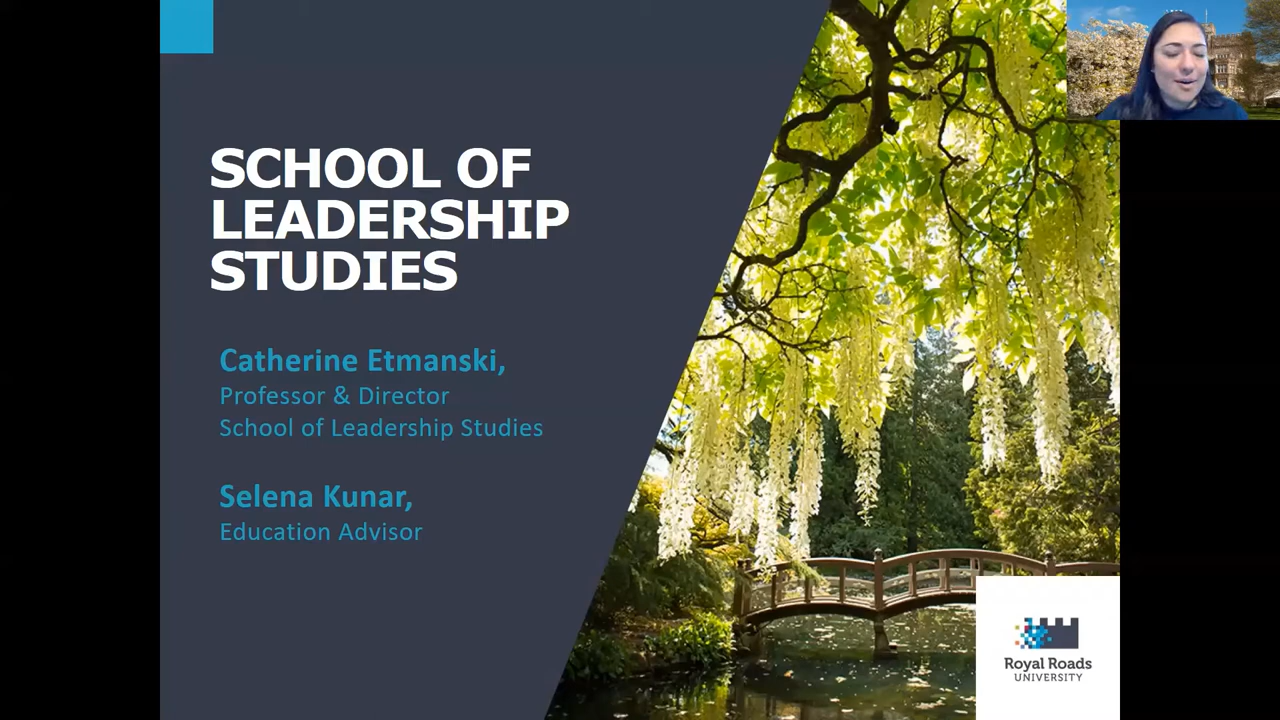 SCHOOL OF
LEADERSHIP
STUDIES
Catherine Etmanski,
Professor & Director
School of Leadership Studies
Selena Kunar,
Education Advisor
Royal Roads
UNIVERSITY